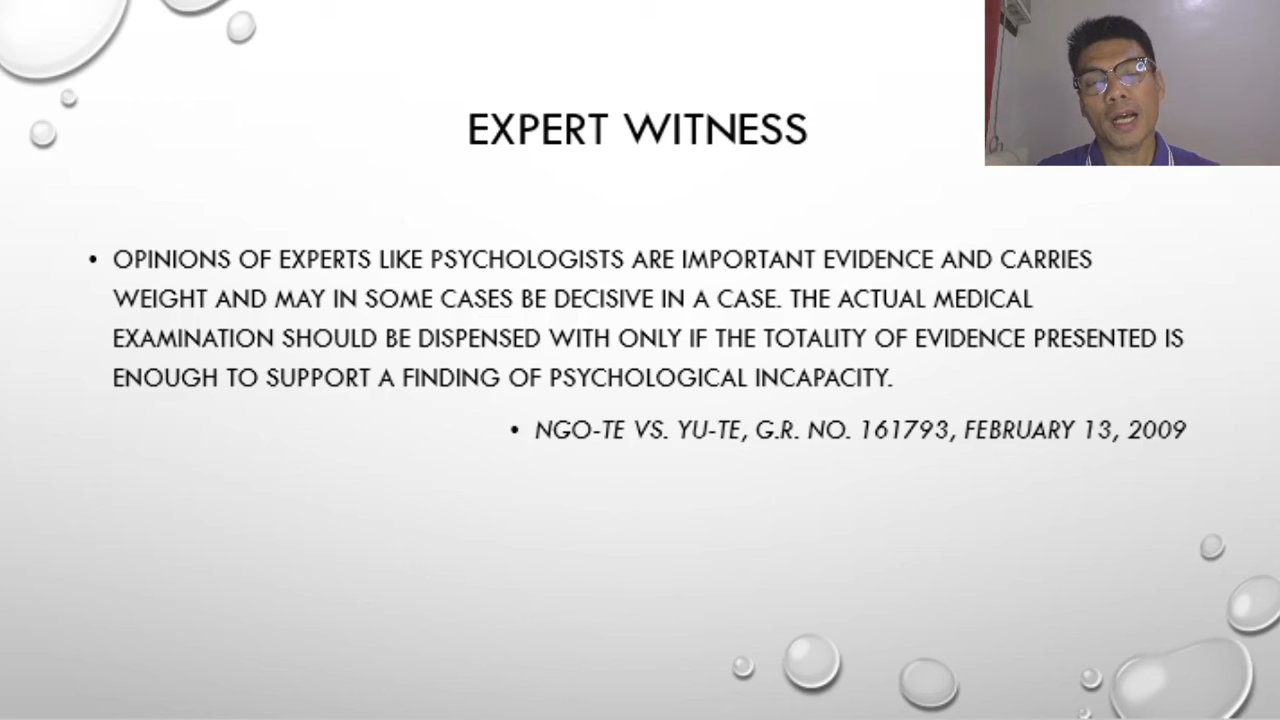 EXPERT WITNESS
• OPINIONS OF EXPERTS LIKE PSYCHOLOGISTS ARE IMPORTANT EVIDENCE AND CARRIES
WEIGHT AND MAY IN SOME CASES BE DECISIVE IN A CASE. THE ACTUAL MEDICAL
EXAMINATION SHOULD BE DISPENSED WITH ONLY IF THE TOTALITY OF EVIDENCE PRESENTED IS
ENOUGH TO SUPPORT A FINDING OF PSYCHOLOGICAL INCAPACITY.
• NGO-TE VS. YU-TE, G.R. NO. 161793, FEBRUARY 13, 2009